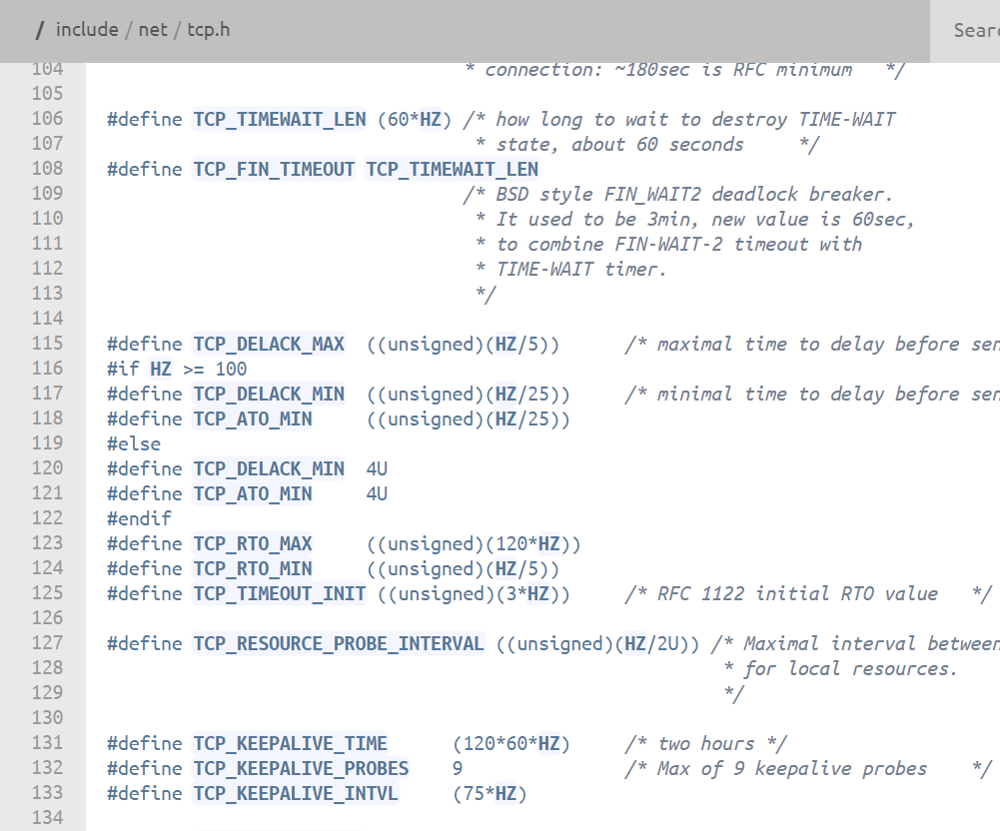 / include / net / tcp.h
Sear
104 * connection: ~180sec is RFC minimum */
105
106 #define TCP_TIMEWAIT_LEN (60*HZ) /* how long to wait to destroy TIME-WAIT
107 * state, about 60 seconds */
108 #define TCP_FIN_TIMEOUT TCP_TIMEWAIT_LEN
109 /* BSD style FIN_WAIT2 deadlock breaker.
110 * It used to be 3min, new value is 60sec,
111 * to combine FIN-WAIT-2 timeout with
112 * TIME-WAIT timer.
113 */
114
115 #define TCP_DELACK_MAX ((unsigned)(HZ/5)) /* maximal time to delay before sen
116 #if HZ >= 100
117 #define TCP_DELACK_MIN ((unsigned)(HZ/25)) /* minimal time to delay before sen
118 #define TCP_ATO_MIN ((unsigned)(HZ/25))
119 #else
120 #define TCP_DELACK_MIN 4U
121 #define TCP_ATO_MIN 4U
122 #endif
123 #define TCP_RTO_MAX ((unsigned)(120*HZ))
124 #define TCP_RTO_MIN ((unsigned)(HZ/5))
125 #define TCP_TIMEOUT_INIT ((unsigned)(3*HZ)) /* RFC 1122 initial RTO value */
126
127 #define TCP_RESOURCE_PROBE_INTERVAL ((unsigned)(HZ/2U)) /* Maximal interval between
128 * for local resources.
129 */
130
131 #define TCP_KEEPALIVE_TIME (120*60*HZ) /* two hours */
132 #define TCP_KEEPALIVE_PROBES 9 /* Max of 9 keepalive probes */
133 #define TCP_KEEPALIVE_INTVL (75*HZ)
134